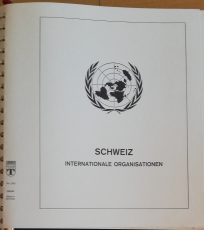 SCHWEIZ
INTERNATIONALE ORGANISATIONEN